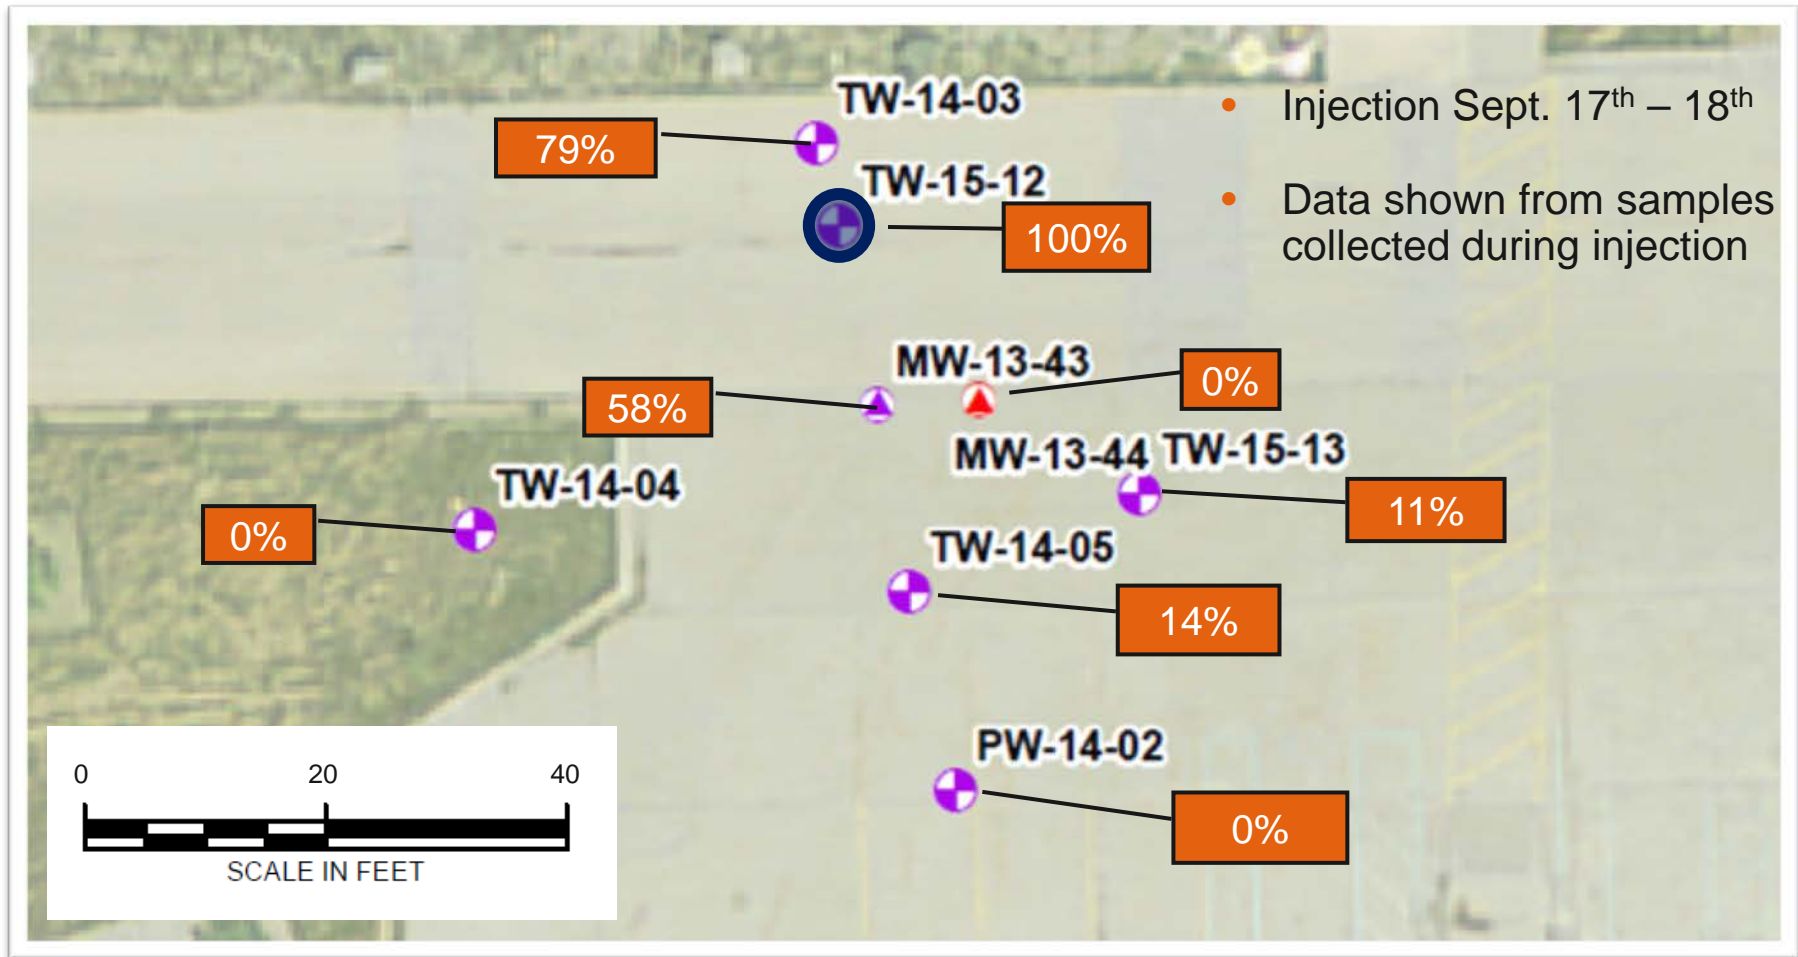 TW-14-03
79%
TW-15-12
100%
• Injection Sept. 17th – 18th
• Data shown from samples
collected during injection
MW-13-43
58%
0%
MW-13-44
TW-15-13
11%
TW-14-04
0%
TW-14-05
14%
PW-14-02
0%
0 20 40
SCALE IN FEET